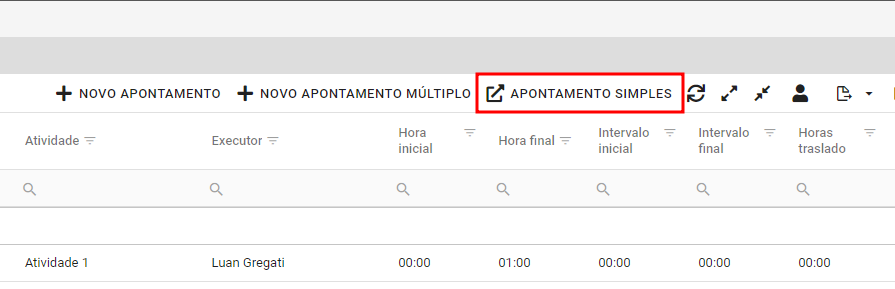 NOVO APONTAMENTO NOVO APONTAMENTO MÚLTIPLO APONTAMENTO SIMPLES
Atividade Executor Hora inicial Hora final Intervalo inicial Intervalo final Horas traslado
Atividade 1 Luan Gregati 00:00 01:00 00:00 00:00 00:00